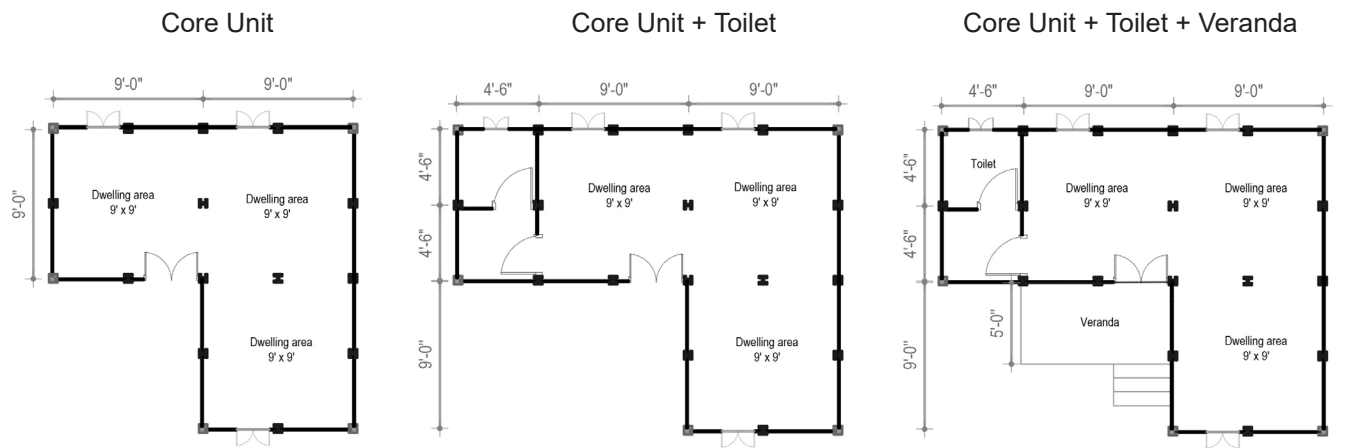 Core Unit
9'-0"
9'-0"
9'-0"
Dwelling area
9' x 9'
Dwelling area
9' x 9'
Dwelling area
9' x 9'
Core Unit + Toilet
4'-6"
9'-0"
9'-0"
4'-6"
4'-6"
9'-0"
Dwelling area
9' x 9'
Dwelling area
9' x 9'
Dwelling area
9' x 9'
Core Unit + Toilet + Veranda
4'-6"
9'-0"
9'-0"
4'-6"
4'-6"
9'-0"
Toilet
Dwelling area
9' x 9'
Dwelling area
9' x 9'
5'-0"
Veranda
Dwelling area
9' x 9'